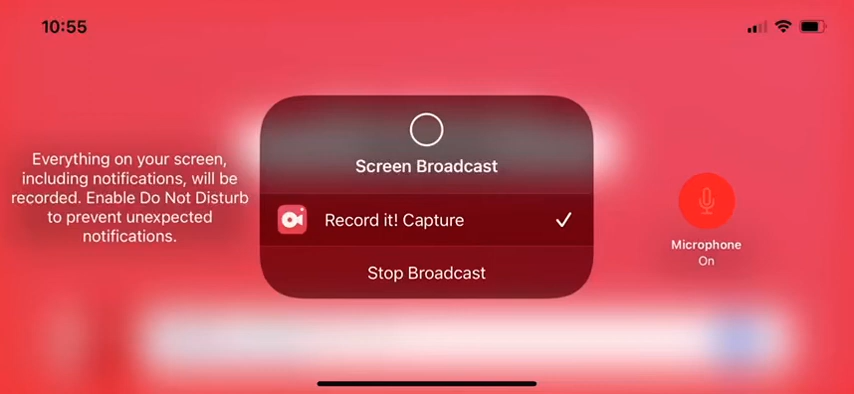 10:55
Everything on your screen,
including notifications, will be
recorded. Enable Do Not Disturb
to prevent unexpected
notifications.
Screen Broadcast
Record it! Capture
Stop Broadcast
Microphone
On